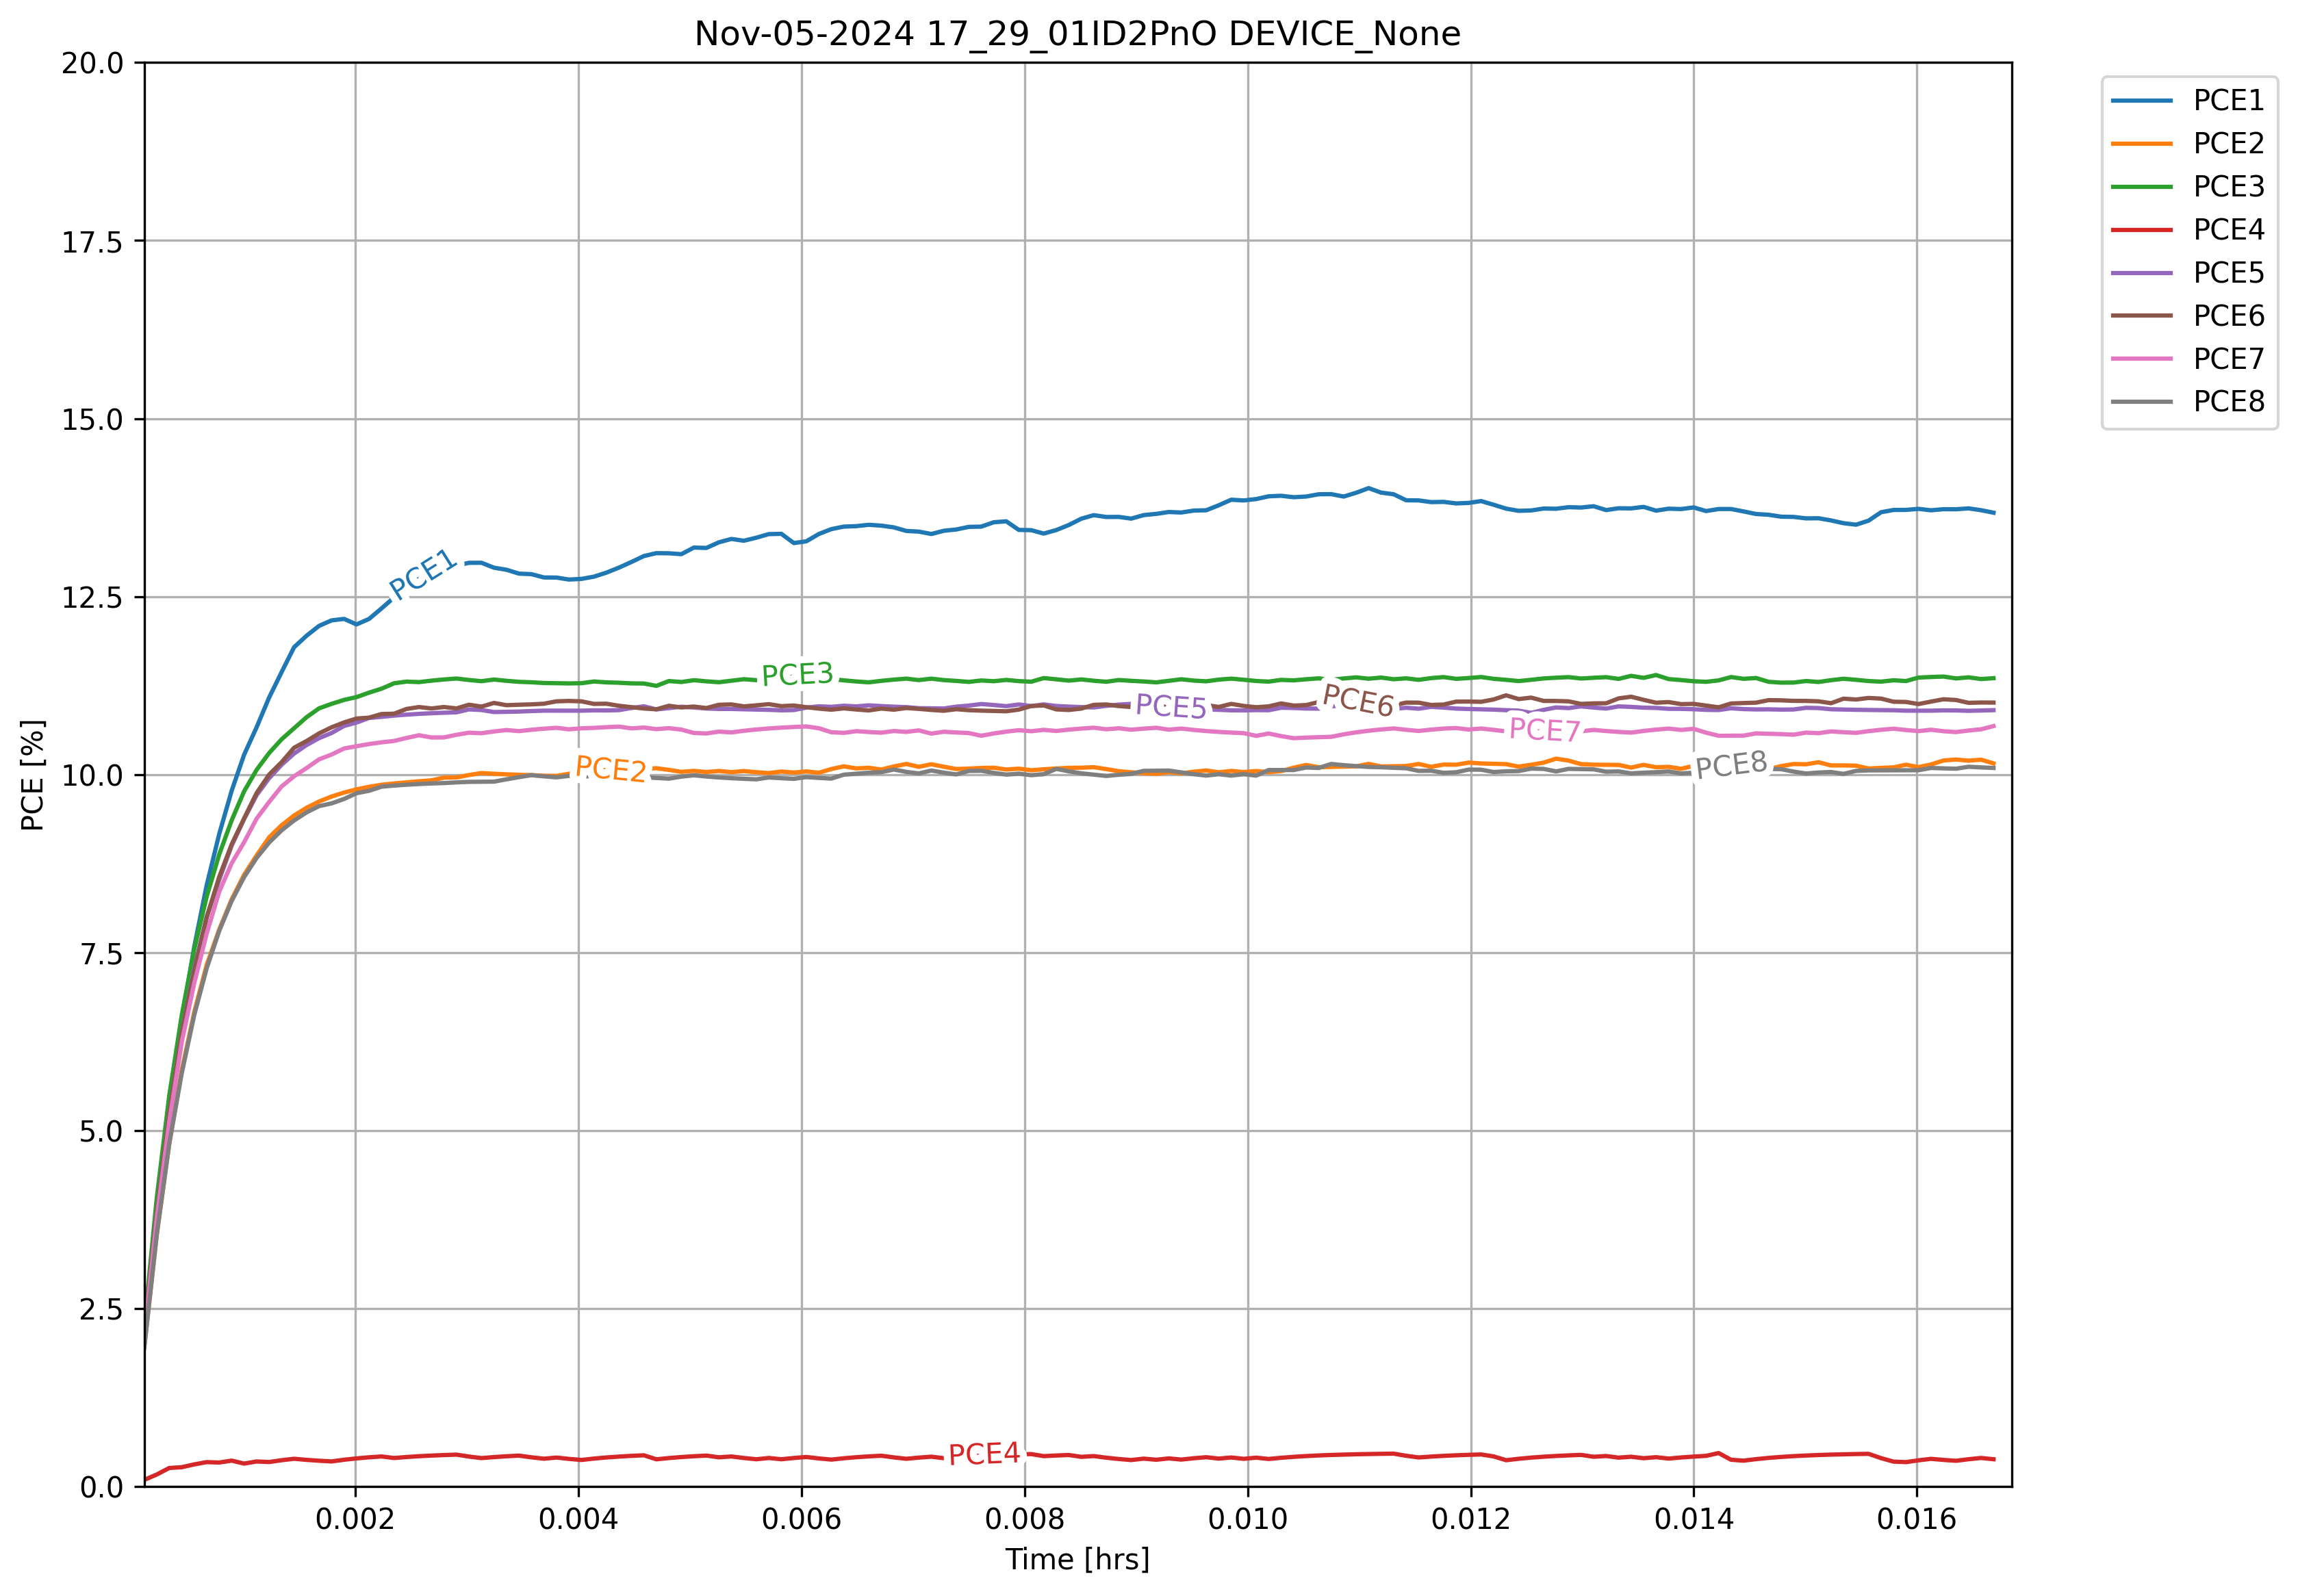 Nov-05-2024 17_29_01ID2PnO DEVICE_None
20.0
17.5
15.0
12.5
10.0
7.5
5.0
2.5
0.0
PCE [%]
PCE1
PCE3
PCE5
PCE6
PCE7
PCE2
PCE8
PCE4
0.002 0.004 0.006 0.008 0.010 0.012 0.014 0.016
Time [hrs]
PCE1
PCE2
PCE3
PCE4
PCE5
PCE6
PCE7
PCE8